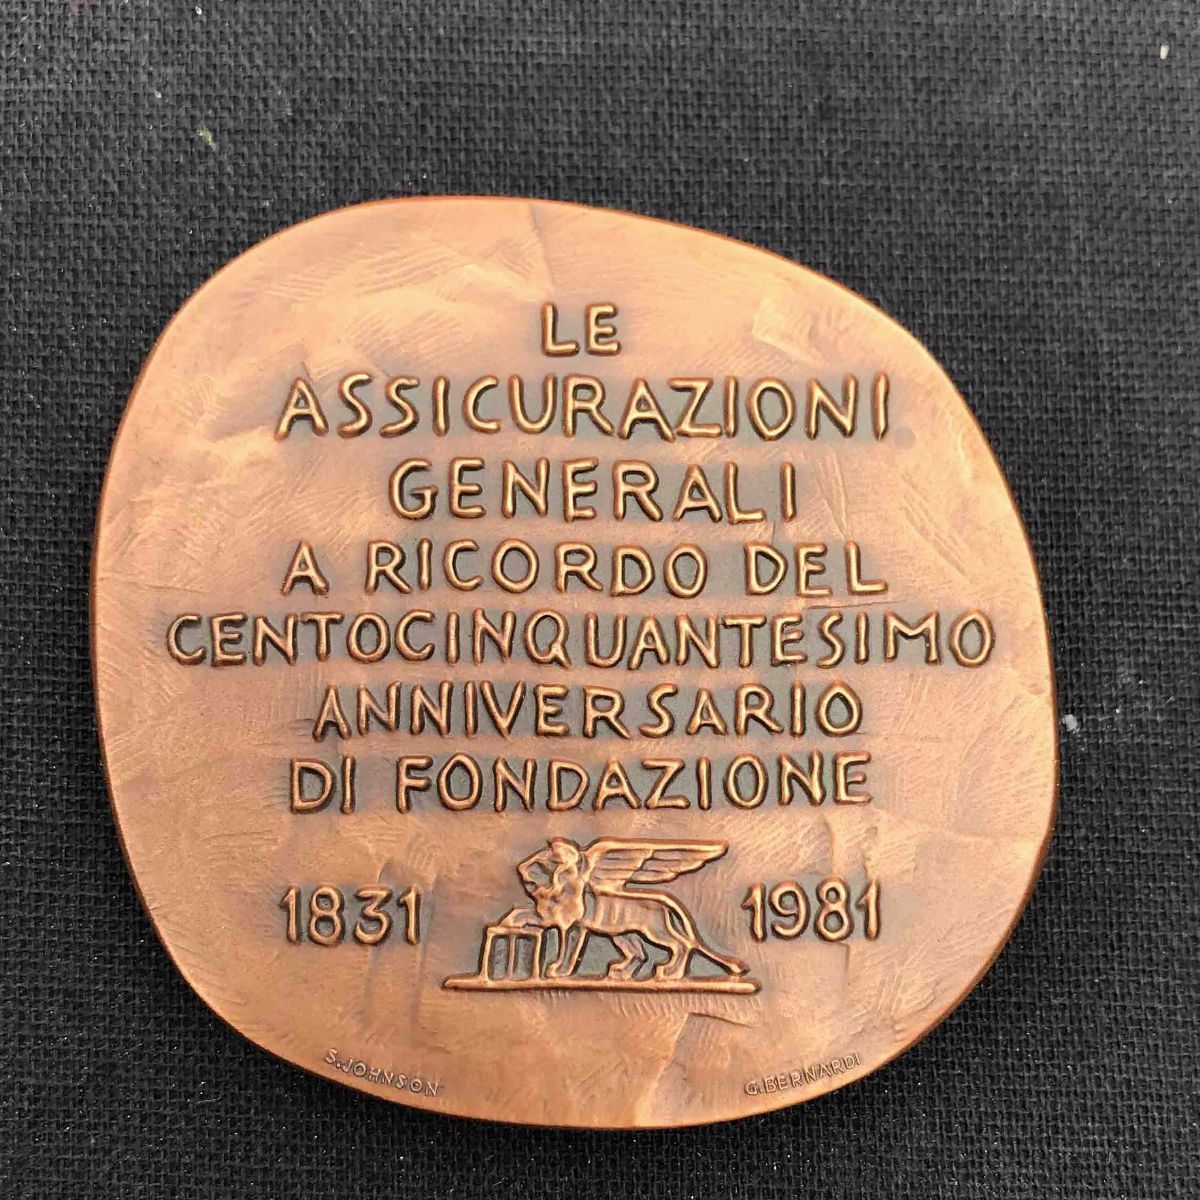 LE
ASSICURAZIONI
GENERALI
A RICORDO DEL
CENTOCINQUANTESIMO
ANNIVERSARIO
DI FONDAZIONE
1831 1981
S.JOHNSON G.BERNARDI